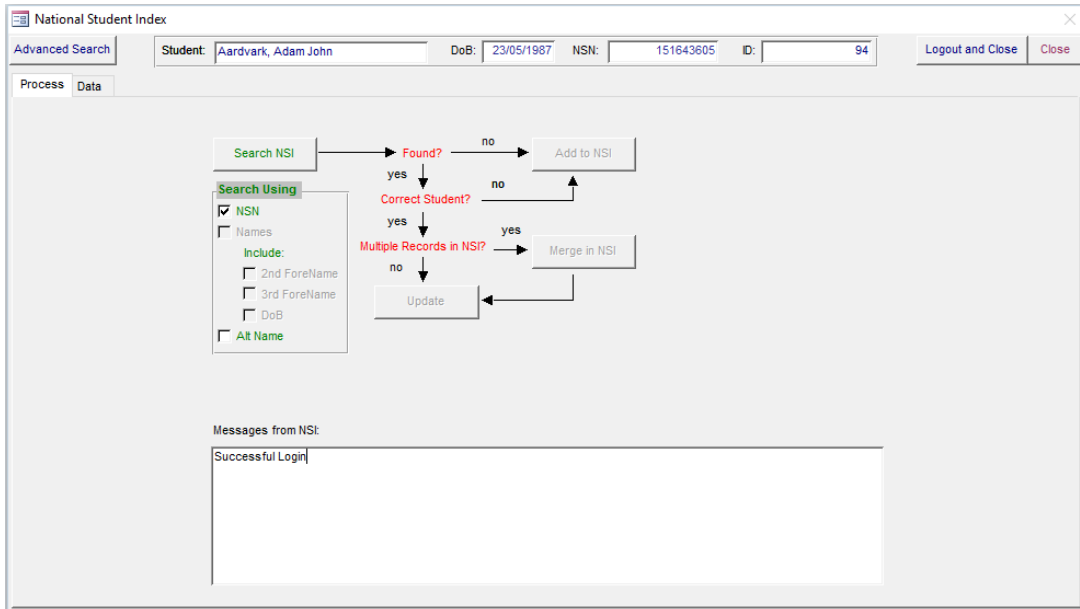 National Student Index
Advanced Search Student: Aardvark, Adam John DoB: 23/05/1987 NSN: 151643605 ID: 94 Logout and Close Close
Process Data
Search NSI Found? no Add to NSI
yes
Search Using Correct Student? no
NSN yes
Names Multiple Records in NSI? yes Merge in NSI
Include: no
2nd ForeName
3rd ForeName Update
DoB
Alt Name
Messages from NSI:
Successful Login